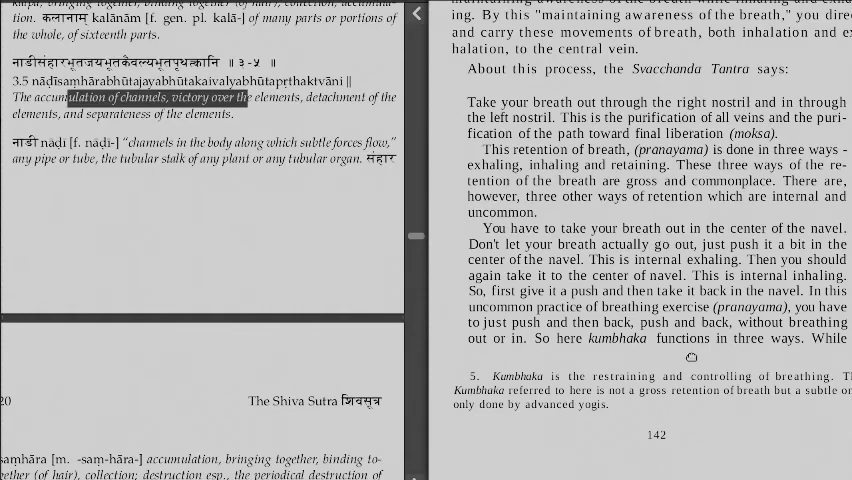 tion. कलानाम् kalānām [f. gen. pl. kalā-] of many parts or portions of
the whole, of sixteenth parts.
नाडीसंहारभूतजयभूतकैवल्यभूतपृथक्त्वानि ॥ ३-५ ॥
3.5 nāḍīsaṃhārabhūtajayabhūtakaivalyabhūtapṛthaktvāni ||
The accumulation of channels, victory over the elements, detachment of the
elements, and separateness of the elements.
नाडी nāḍī [f. nāḍī-] “channels in the body along which subtle forces flow,”
any pipe or tube, the tubular stalk of any plant or any tubular organ. संहार
20
The Shiva Sutra शिवसूत्र
saṃhāra [m. -saṃ-hāra-] accumulation, bringing together, binding to-
gether (of hair), collection; destruction esp., the periodical destruction of
ing. By this "maintaining awareness of the breath," you dire
and carry these movements of breath, both inhalation and ex
halation, to the central vein.
About this process, the Svacchanda Tantra says:
Take your breath out through the right nostril and in through
the left nostril. This is the purification of all veins and the puri-
fication of the path toward final liberation (moksa).
This retention of breath, (pranayama) is done in three ways -
exhaling, inhaling and retaining. These three ways of the re-
tention of the breath are gross and commonplace. There are,
however, three other ways of retention which are internal and
uncommon.
You have to take your breath out in the center of the navel.
Don't let your breath actually go out, just push it a bit in the
center of the navel. This is internal exhaling. Then you should
again take it to the center of navel. This is internal inhaling.
So, first give it a push and then take it back in the navel. In this
uncommon practice of breathing exercise (pranayama), you have
to just push and then back, push and back, without breathing
out or in. So here kumbhaka functions in three ways. While
5. Kumbhaka is the restraining and controlling of breathing. T
Kumbhaka referred to here is not a gross retention of breath but a subtle on
only done by advanced yogis.
142